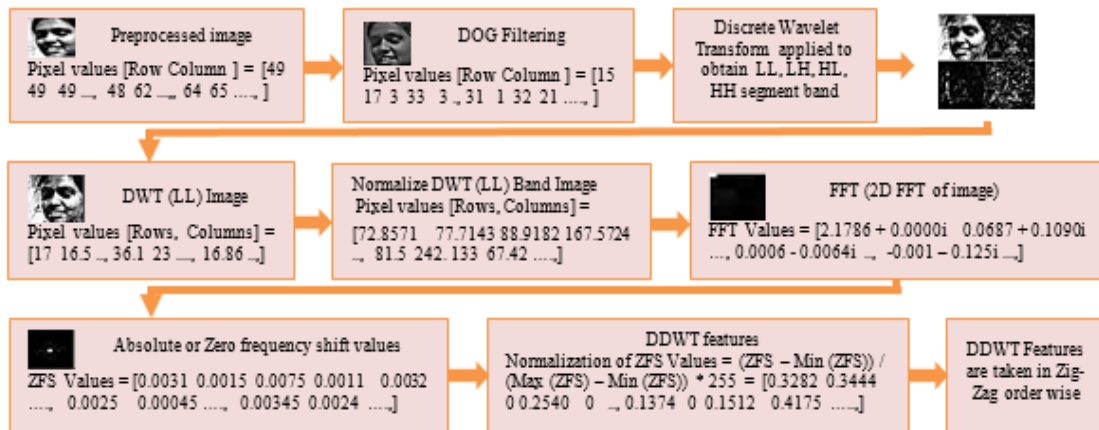 Preprocessed image
Pixel values [Row Column ] = [49
49 49 ..., 48 62 ....,, 64 65 ....., ]
DOG Filtering
Pixel values [Row Column ] = [15
17 3 33 3 .., 31 1 32 21 ....., ]
Discrete Wavelet
Transform applied to
obtain LL, LH, HL,
HH segment band
DWT (LL) Image
Pixel values [Rows, Columns] =
[17 16.5 .., 36.1 23 ...., 16.86 ..,]
Normalize DWT (LL) Band Image
Pixel values [Rows, Columns] =
[72.8571 77.7143 88.9182 167.5724
.., 81.5 242. 133 67.42 .....,]
FFT (2D FFT of image)
FFT Values = [2.1786 + 0.0000i 0.0687 + 0.1090i
...., 0.0006 - 0.0064i .., -0.001 – 0.125i ...,]
Absolute or Zero frequency shift values
ZFS Values = [0.0031 0.0015 0.0075 0.0011 0.0032
....., 0.0025 0.00045 ...., 0.00345 0.0024 .....,]
DDWT features
Normalization of ZFS Values = (ZFS – Min (ZFS)) /
(Max (ZFS) – Min (ZFS)) * 255 = [0.3282 0.3444
0 0.2540 0 .., 0.1374 0 0.1512 0.4175 .....,]
DDWT Features
are taken in Zig-
Zag order wise